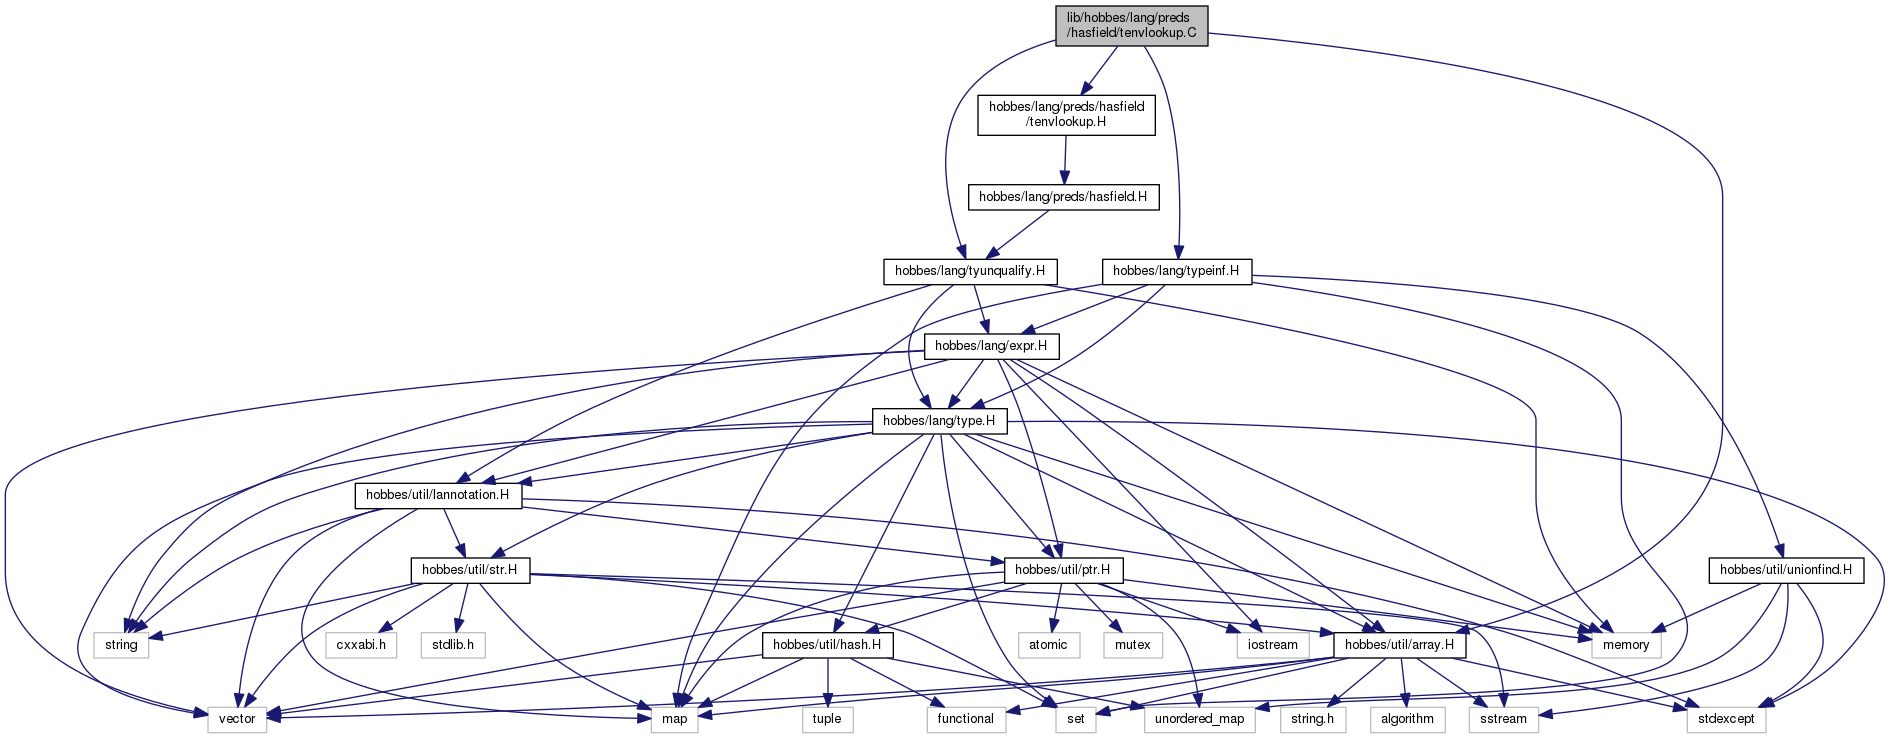 lib/hobbes/lang/preds
/hasfield/tenvlookup.C
hobbes/lang/preds/hasfield
/tenvlookup.H
hobbes/lang/preds/hasfield.H
hobbes/lang/tyunqualify.H
hobbes/lang/typeinf.H
hobbes/lang/expr.H
hobbes/lang/type.H
hobbes/util/lannotation.H
hobbes/util/str.H
hobbes/util/ptr.H
hobbes/util/unionfind.H
string
cxxabi.h
stdlib.h
hobbes/util/hash.H
atomic
mutex
iostream
hobbes/util/array.H
memory
vector
map
tuple
functional
set
unordered_map
string.h
algorithm
sstream
stdexcept